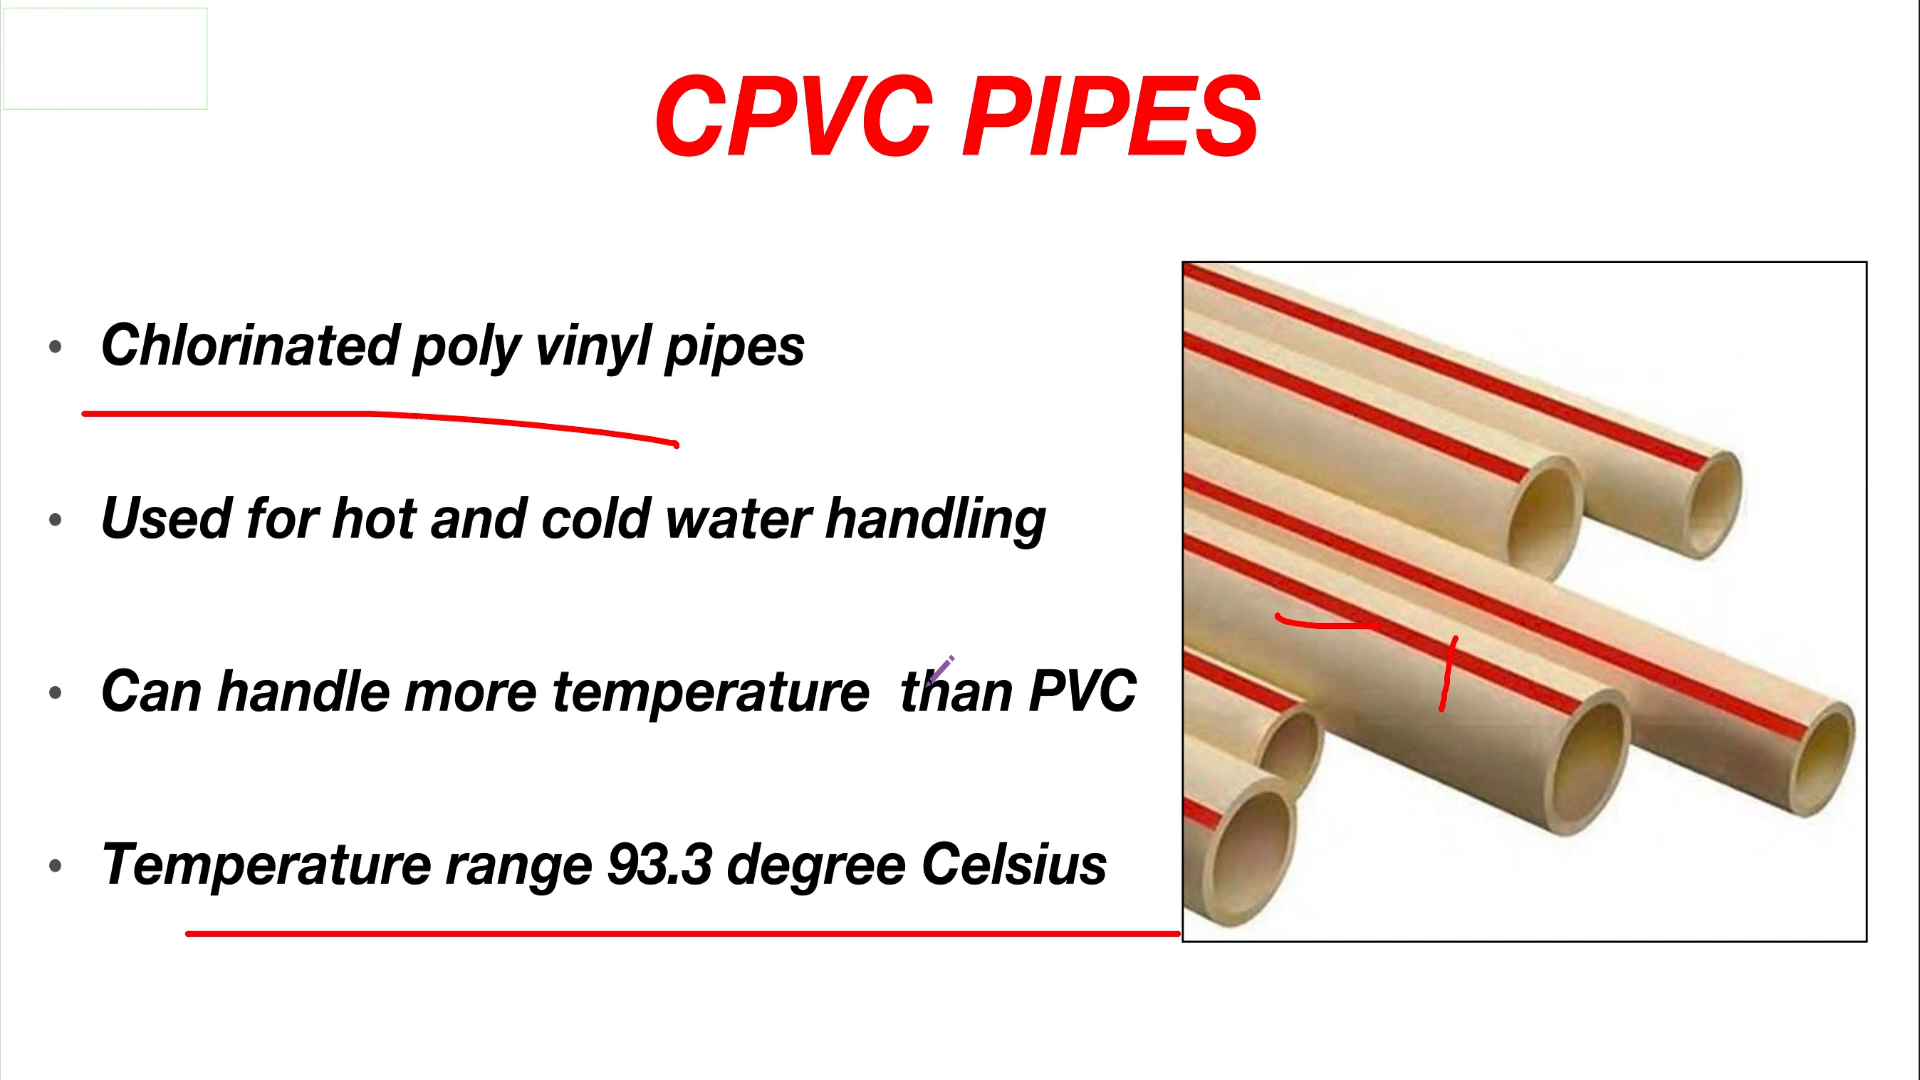 CPVC PIPES
• Chlorinated poly vinyl pipes
• Used for hot and cold water handling
• Can handle more temperature than PVC
• Temperature range 93.3 degree Celsius